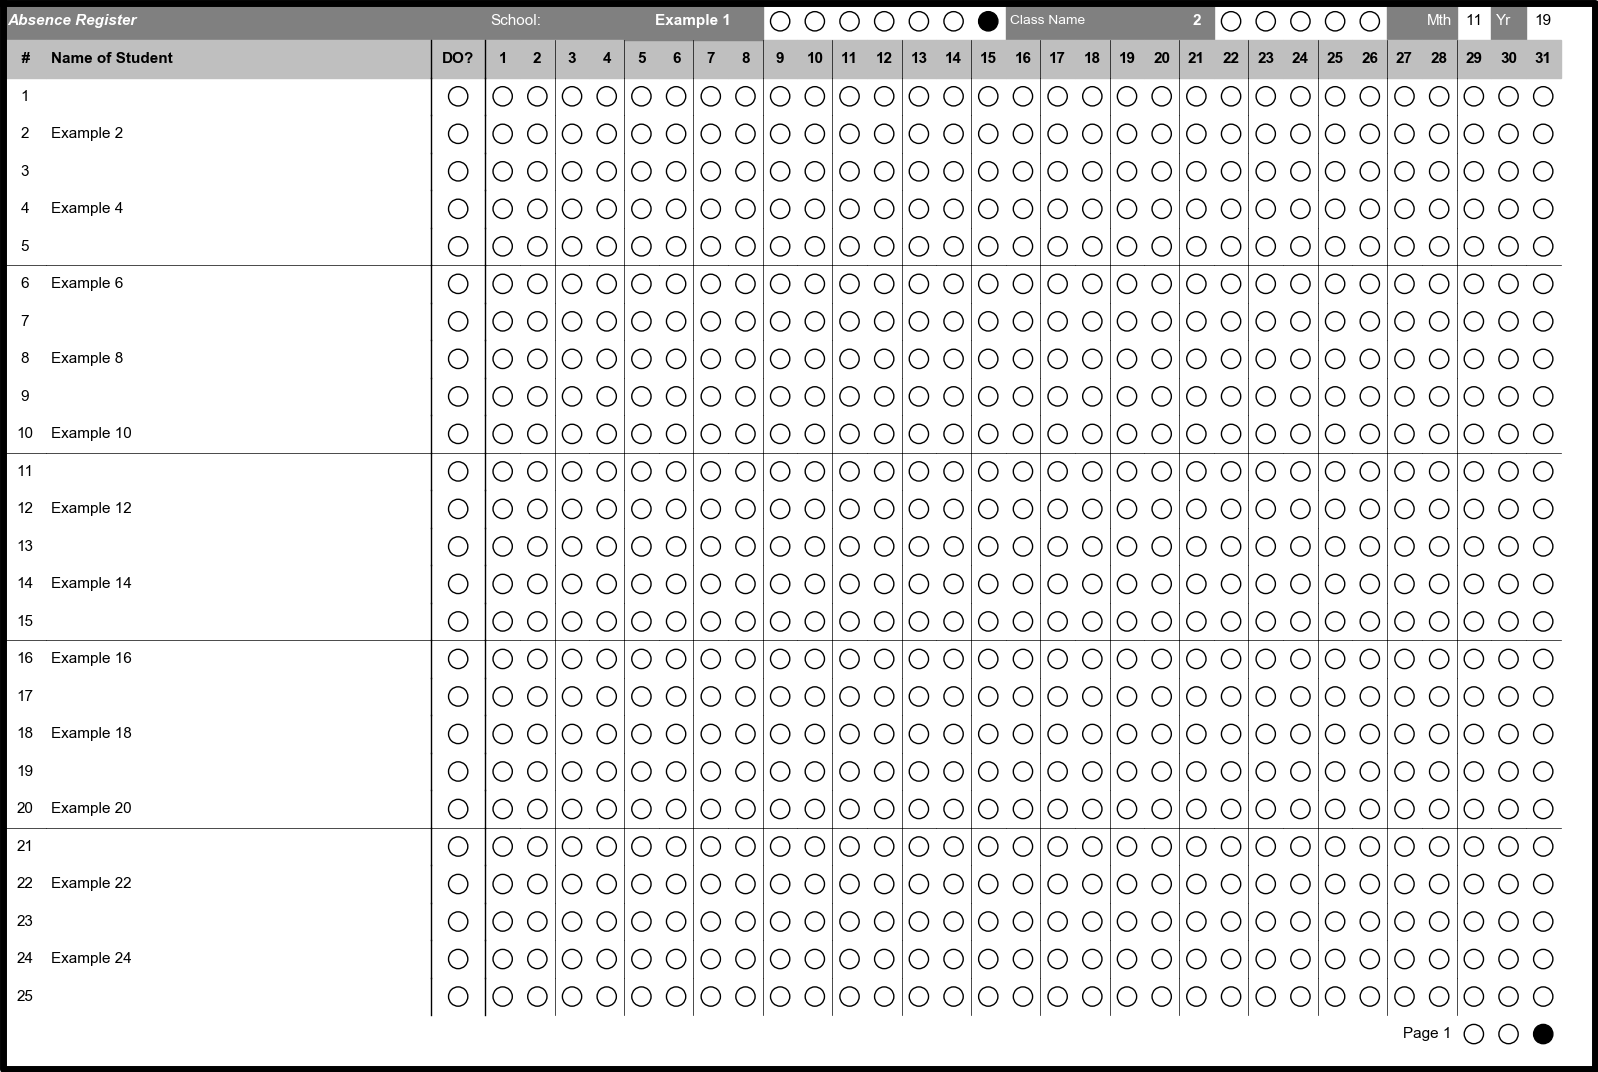 Absence Register School: Example 1 Class Name 2 Mth 11 Yr 19
# Name of Student DO? 1 2 3 4 5 6 7 8 9 10 11 12 13 14 15 16 17 18 19 20 21 22 23 24 25 26 27 28 29 30 31
1
2 Example 2
3
4 Example 4
5
6 Example 6
7
8 Example 8
9
10 Example 10
11
12 Example 12
13
14 Example 14
15
16 Example 16
17
18 Example 18
19
20 Example 20
21
22 Example 22
23
24 Example 24
25
Page 1